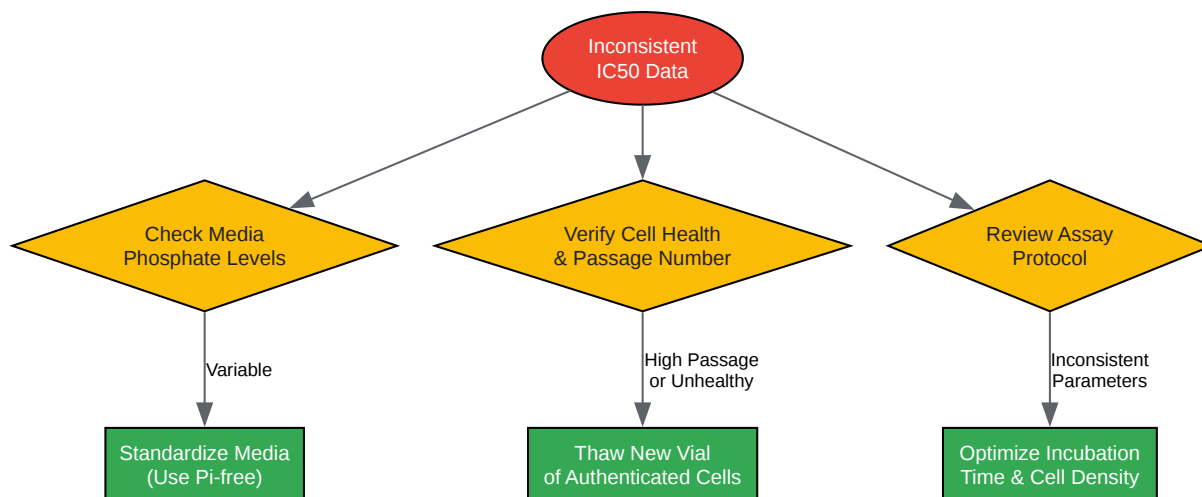 Inconsistent
IC50 Data
Check Media
Phosphate Levels
Verify Cell Health
& Passage Number
Review Assay
Protocol
Variable
High Passage
or Unhealthy
Inconsistent
Parameters
Standardize Media
(Use Pi-free)
Thaw New Vial
of Authenticated Cells
Optimize Incubation
Time & Cell Density